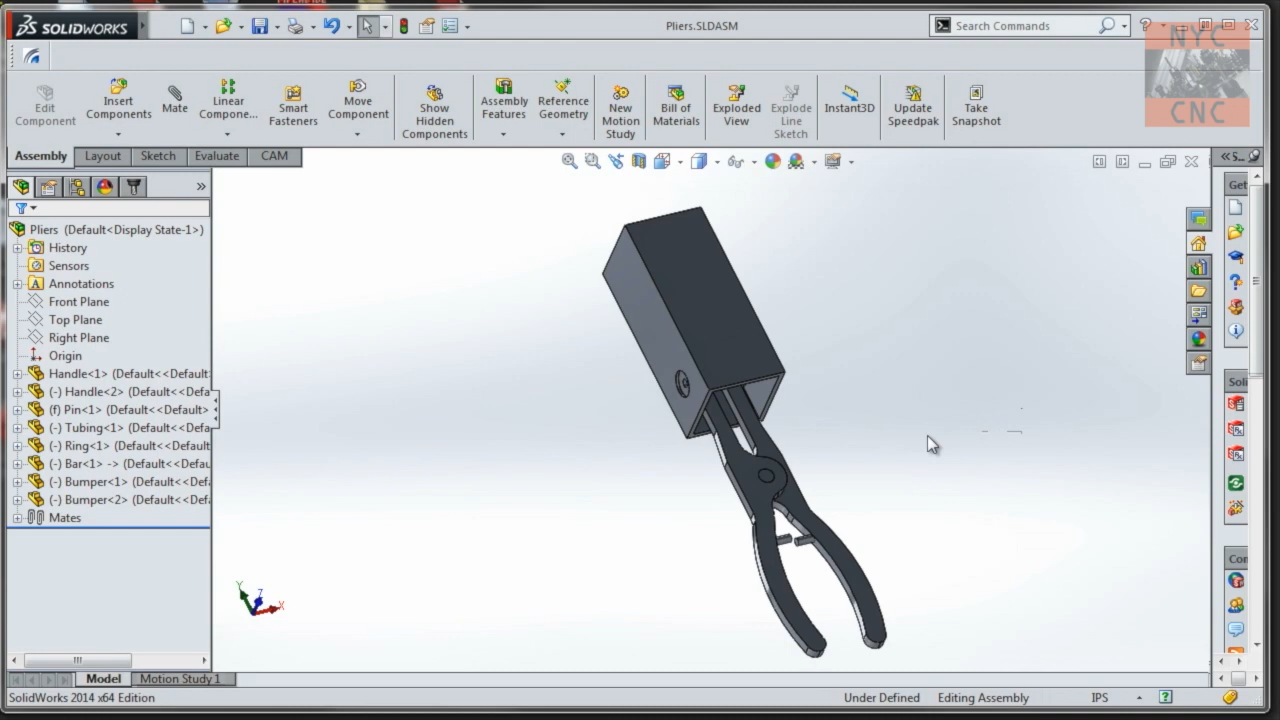 SOLIDWORKS
Pliers.SLDASM
Search Commands
NYC
CNC
Edit
Component
Insert
Components
Mate
Linear
Compone...
Smart
Fasteners
Move
Component
Show
Hidden
Components
Assembly
Features
Reference
Geometry
New
Motion
Study
Bill of
Materials
Exploded
View
Explode
Line
Sketch
Instant3D
Update
Speedpak
Take
Snapshot
Assembly
Layout
Sketch
Evaluate
CAM
S...
Pliers (Default<Display State-1>)
History
Sensors
Annotations
Front Plane
Top Plane
Right Plane
Origin
Handle<1> (Default<<Default
(-) Handle<2> (Default<<Defa
(f) Pin<1> (Default<<Default>
(-) Tubing<1> (Default<<Defa
(-) Ring<1> (Default<<Defaul
(-) Bar<1> -> (Default<<Defau
(-) Bumper<1> (Default<<Def
(-) Bumper<2> (Default<<Def
Mates
Get
Soli
Con
Y
Z
X
Model
Motion Study 1
SolidWorks 2014 x64 Edition
Under Defined
Editing Assembly
IPS